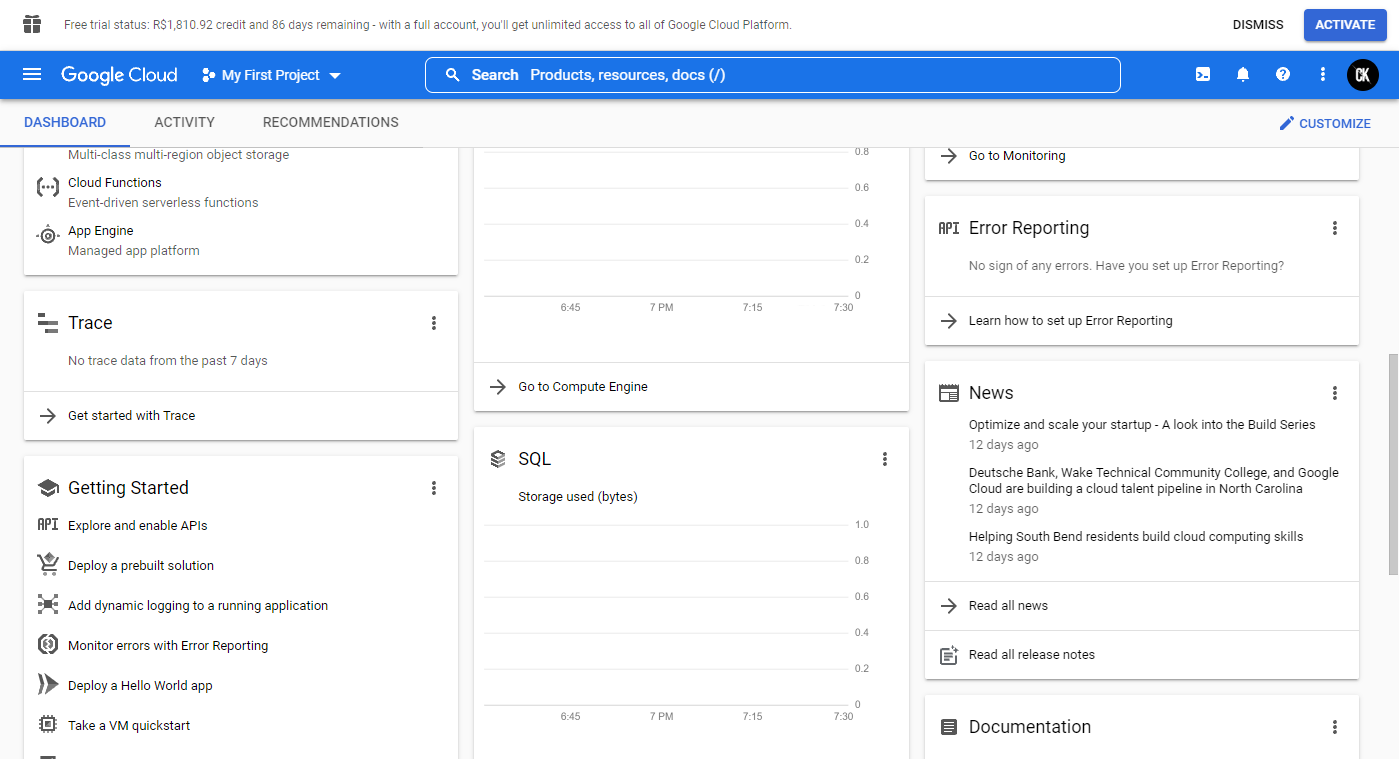 Free trial status: R$1,810.92 credit and 86 days remaining - with a full account, you'll get unlimited access to all of Google Cloud Platform.
DISMISS
ACTIVATE
Google Cloud
My First Project
Search Products, resources, docs (/)
CK
DASHBOARD
ACTIVITY
RECOMMENDATIONS
CUSTOMIZE
Multi-class multi-region object storage
Cloud Functions
Event-driven serverless functions
App Engine
Managed app platform
Trace
No trace data from the past 7 days
Get started with Trace
Getting Started
API Explore and enable APIs
Deploy a prebuilt solution
Add dynamic logging to a running application
Monitor errors with Error Reporting
Deploy a Hello World app
Take a VM quickstart
0.8
0.6
0.4
0.2
0
6:45 7 PM 7:15 7:30
Go to Compute Engine
SQL
Storage used (bytes)
1.0
0.8
0.6
0.4
0.2
0
6:45 7 PM 7:15 7:30
Go to Monitoring
API Error Reporting
No sign of any errors. Have you set up Error Reporting?
Learn how to set up Error Reporting
News
Optimize and scale your startup - A look into the Build Series
12 days ago
Deutsche Bank, Wake Technical Community College, and Google
Cloud are building a cloud talent pipeline in North Carolina
12 days ago
Helping South Bend residents build cloud computing skills
12 days ago
Read all news
Read all release notes
Documentation